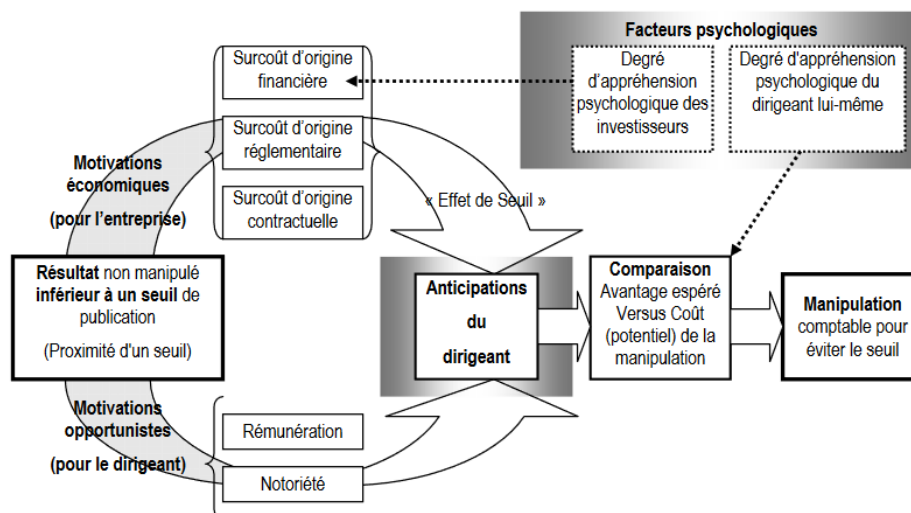 Facteurs psychologiques
Degré
d’appréhension
psychologique des
investisseurs
Degré d'appréhension
psychologique du
dirigeant lui-même
Surcoût d’origine
financière
Surcoût d’origine
réglementaire
Surcoût d’origine
contractuelle
Motivations
économiques
(pour l’entreprise)
« Effet de Seuil »
Résultat non manipulé
inférieur à un seuil de
publication
(Proximité d'un seuil)
Anticipations
du
dirigeant
Comparaison
Avantage espéré
Versus Coût
(potentiel) de la
manipulation
Manipulation
comptable pour
éviter le seuil
Motivations
opportunistes
(pour le dirigeant)
Rémunération
Notoriété